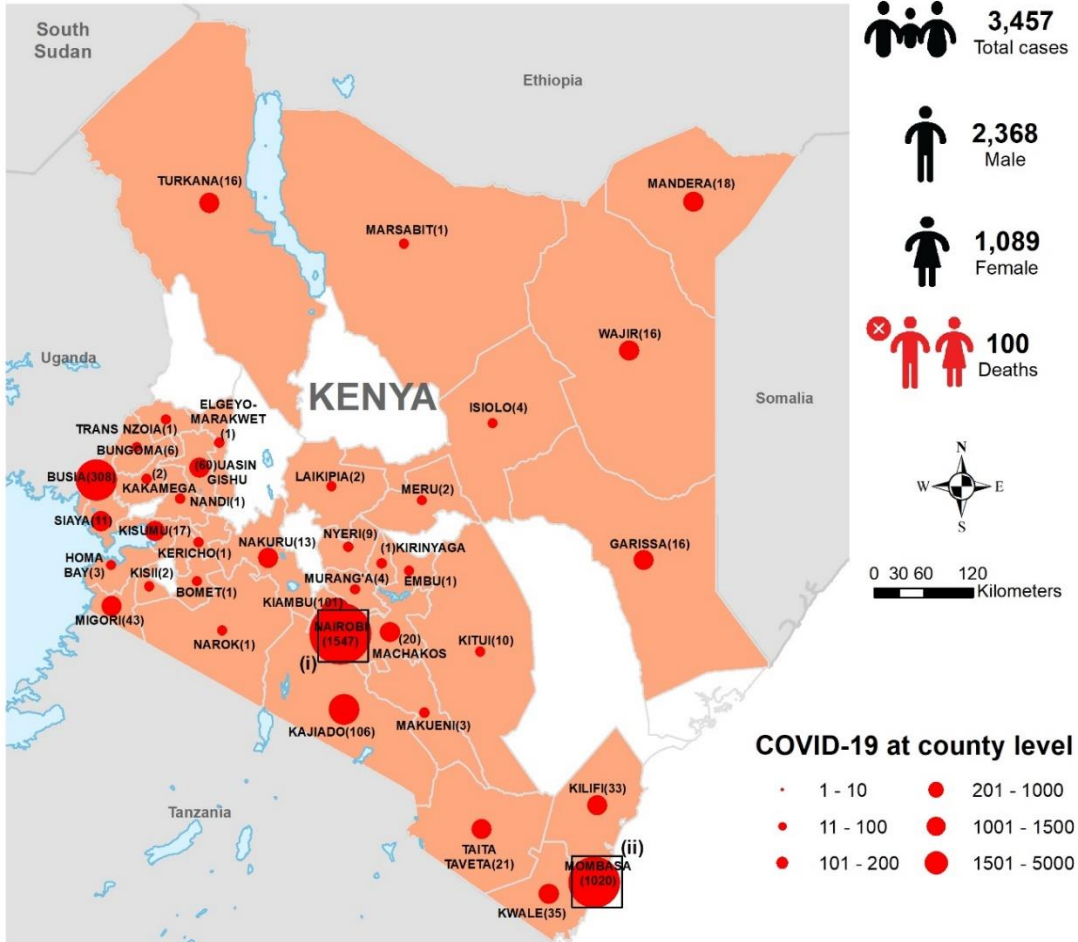 South
Sudan
Ethiopia
Uganda
Somalia
Tanzania
KENYA
TURKANA(16)
MARSABIT(1)
MANDERA(18)
WAJIR(16)
ISIOLO(4)
ELGEYO-
MARAKWET
(1)
TRANS NZOIA(1)
BUNGOMA(6)
BUSIA(308)
(2)
KAKAMEGA
(60)UASIN
GISHU
NANDI(1)
LAIKIPIA(2)
MERU(2)
SIAYA(11)
KISUMU(17)
KERICHO(1)
NAKURU(13)
NYERI(9)
(1)KIRINYAGA
GARISSA(16)
HOMA
BAY(3)
KISII(2)
BOMET(1)
MURANG'A(4)
EMBU(1)
MIGORI(43)
KIAMBU(101)
NAROK(1)
NAIROBI
(1547)
(i)
(20)
MACHAKOS
KITUI(10)
KAJIADO(106)
MAKUENI(3)
KILIFI(33)
TAITA
TAVETA(21)
(ii)
MOMBASA
(1020)
KWALE(35)
3,457
Total cases
2,368
Male
1,089
Female
100
Deaths
N
W E
S
0 30 60 120
Kilometers
COVID-19 at county level
1 - 10
11 - 100
101 - 200
201 - 1000
1001 - 1500
1501 - 5000